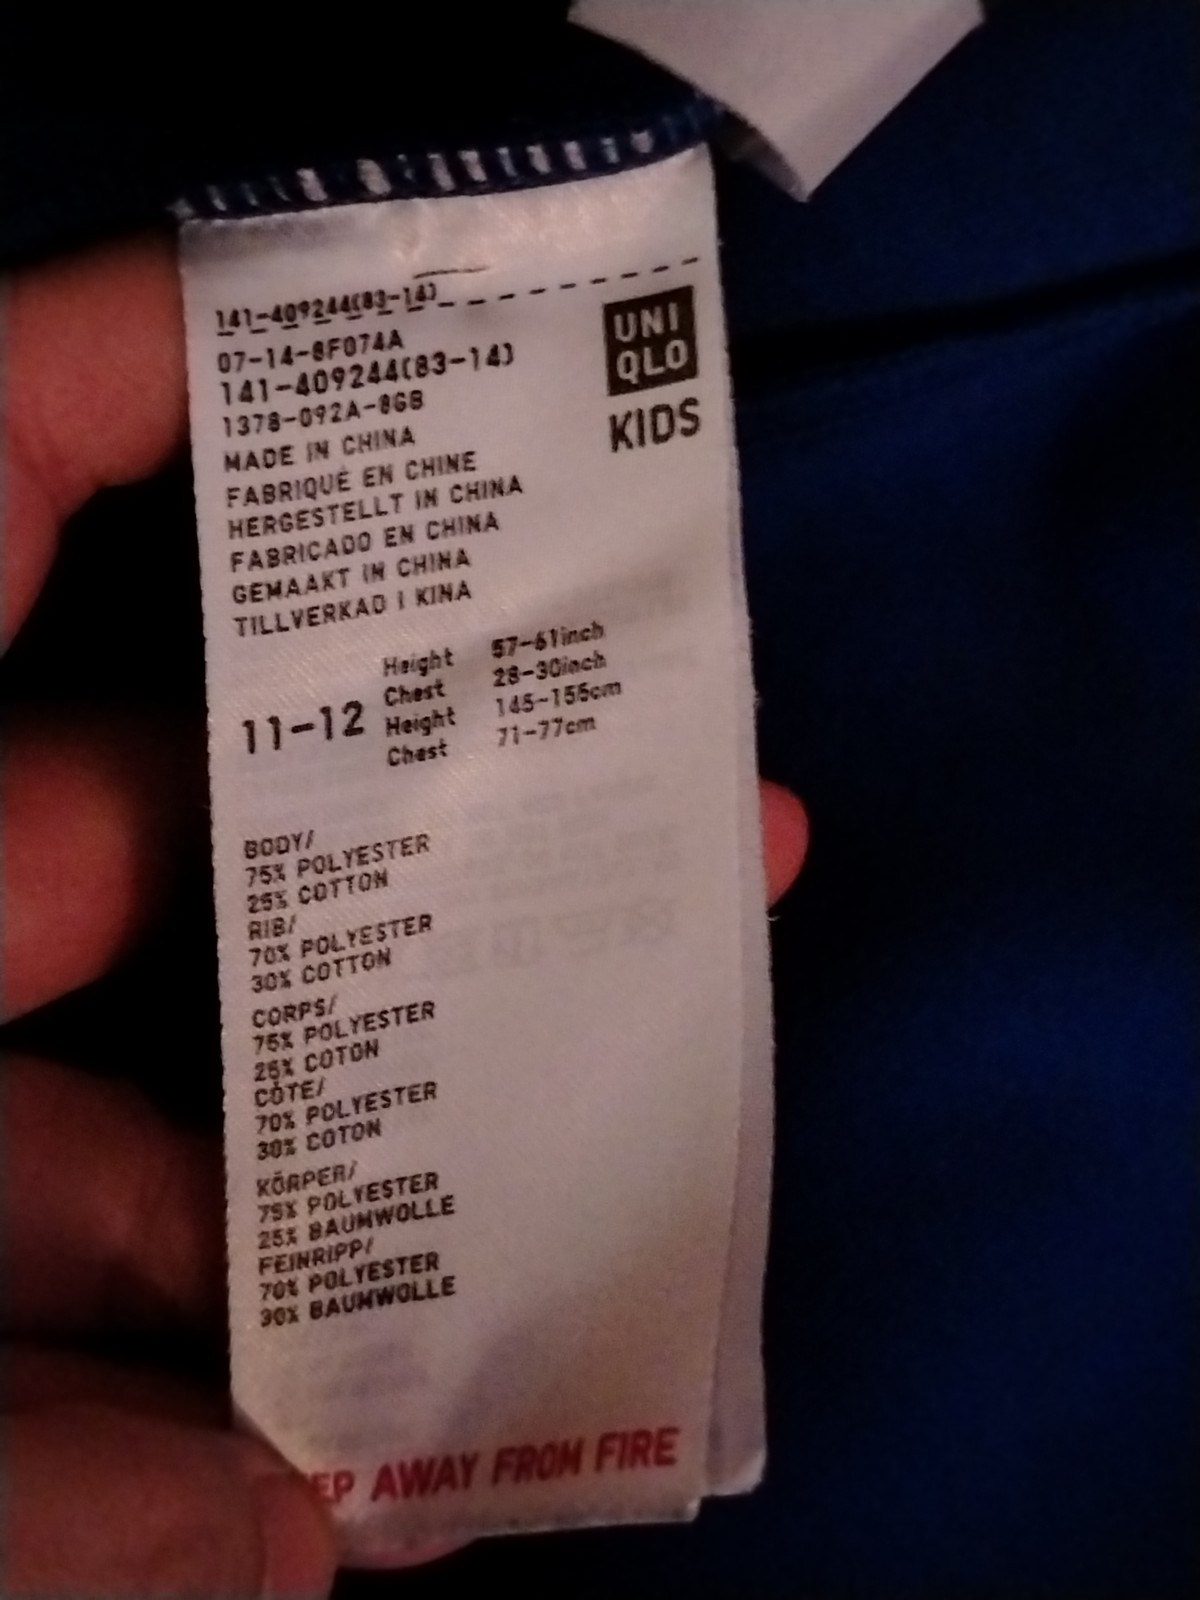 141-409244(83-14)
07-14-8F074A
141-409244(83-14)
1378-092A-8GB
UNI
QLO
KIDS
MADE IN CHINA
FABRIQUÉ EN CHINE
HERGESTELLT IN CHINA
FABRICADO EN CHINA
GEMAAKT IN CHINA
TILLVERKAD I KINA
11-12
Height 57-61inch
Chest 28-30inch
Height 145-155cm
Chest 71-77cm
BODY/
75% POLYESTER
25% COTTON
RIB/
70% POLYESTER
30% COTTON
CORPS/
75% POLYESTER
25% COTON
CÔTE/
70% POLYESTER
30% COTON
KÖRPER/
75% POLYESTER
25% BAUMWOLLE
FEINRIPP/
70% POLYESTER
30% BAUMWOLLE
EP AWAY FROM FIRE